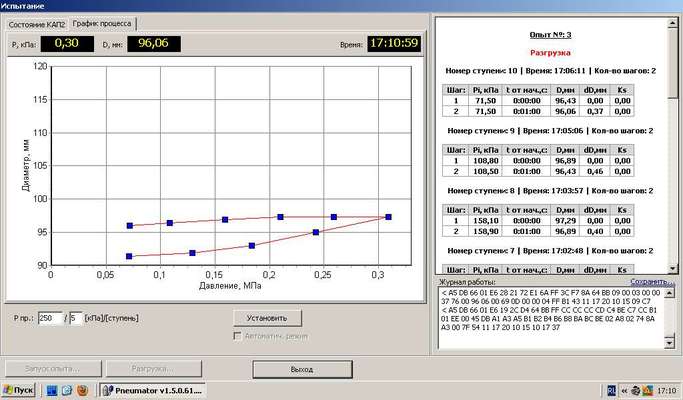 Испытание
Состояние КАП2
График процесса
P, кПа: 0,30
D, мм: 96,06
Время: 17:10:59
120
115
110
105
100
95
90
Диаметр, мм
0 0,05 0,1 0,15 0,2 0,25 0,3
Давление, МПа
P пр.: 250 / 5 [кПа]/[ступень]
Установить
Автоматич. режим
Запуск опыта...
Разгрузка...
Выход
Опыт №: 3
Разгрузка
Номер ступени: 10 | Время: 17:06:11 | Кол-во шагов: 2
Шаг: Pi, кПа t от нач.,с: D,мм dD,мм Ks
1 71,50 0:00:00 96,43 0,00 0,00
2 71,50 0:01:00 96,06 0,37 0,00
Номер ступени: 9 | Время: 17:05:06 | Кол-во шагов: 2
Шаг: Pi, кПа t от нач.,с: D,мм dD,мм Ks
1 108,80 0:00:00 96,89 0,00 0,00
2 108,50 0:01:00 96,43 0,46 0,00
Номер ступени: 8 | Время: 17:03:57 | Кол-во шагов: 2
Шаг: Pi, кПа t от нач.,с: D,мм dD,мм Ks
1 158,10 0:00:00 97,29 0,00 0,00
2 158,90 0:01:00 96,89 0,40 0,00
Номер ступени: 7 | Время: 17:02:48 | Кол-во шагов: 2
Шаг: Pi, кПа t от нач.,с: D,мм dD,мм Ks
Журнал работы:
Сохранить...
< A5 DB 66 01 E6 28 21 72 E1 6A FF 3C F7 8A 64 BB 09 00 03 00 00
37 76 00 96 06 00 69 0D 00 00 04 FF B1 43 11 17 20 10 15 09 C7
< A5 DB 66 01 E6 19 2C D4 64 BB FF CC CC CC CD C4 BE C7 CC B1
01 EE 00 45 DB A1 A3 A5 B1 B2 B4 B6 B8 BA BC BE 02 A8 02 74 8A
A3 00 7F 54 11 17 20 10 15 10 17 37
Пуск
Pneumator v1.5.0.61....
RL
17:10